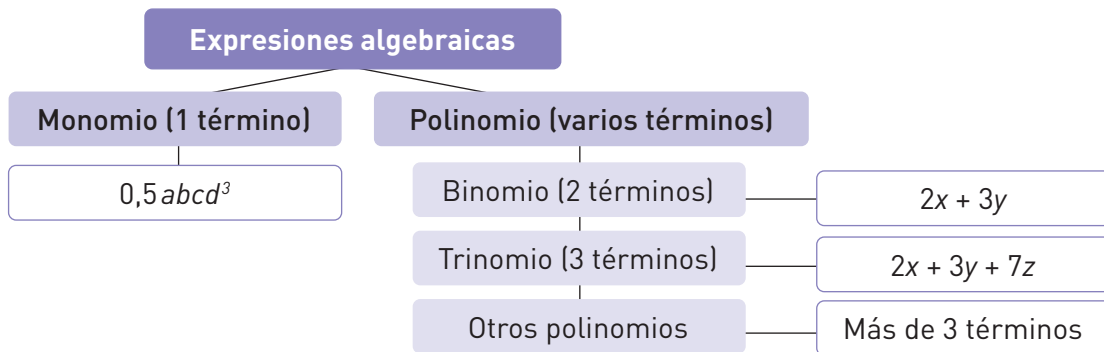 Expresiones algebraicas
Monomio (1 término)
Polinomio (varios términos)
0,5abcd³
Binomio (2 términos)
2x + 3y
Trinomio (3 términos)
2x + 3y + 7z
Otros polinomios
Más de 3 términos